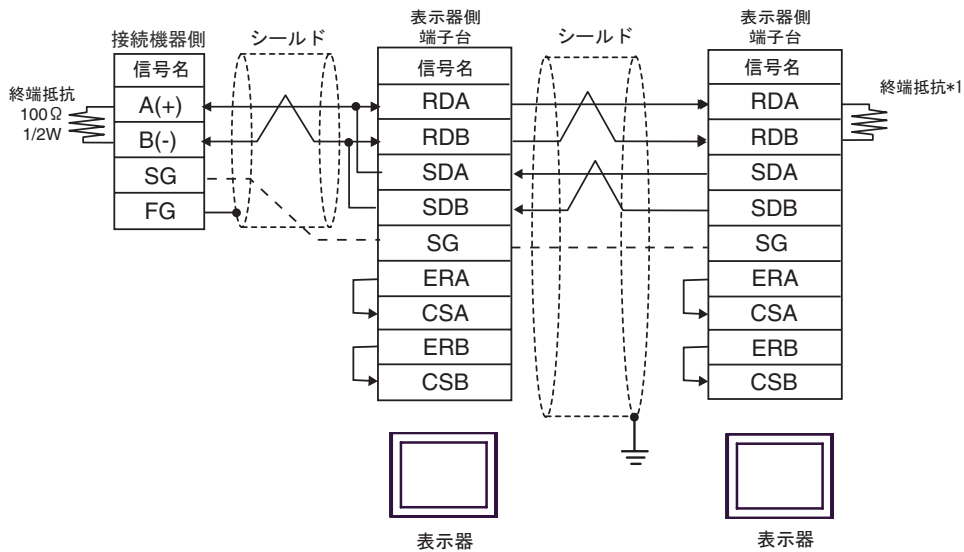 接続機器側
シールド
表示器側
端子台
シールド
表示器側
端子台
終端抵抗
100Ω
1/2W
信号名
A(+)
B(-)
SG
FG
信号名
RDA
RDB
SDA
SDB
SG
ERA
CSA
ERB
CSB
信号名
RDA
RDB
SDA
SDB
SG
ERA
CSA
ERB
CSB
終端抵抗*1
表示器
表示器